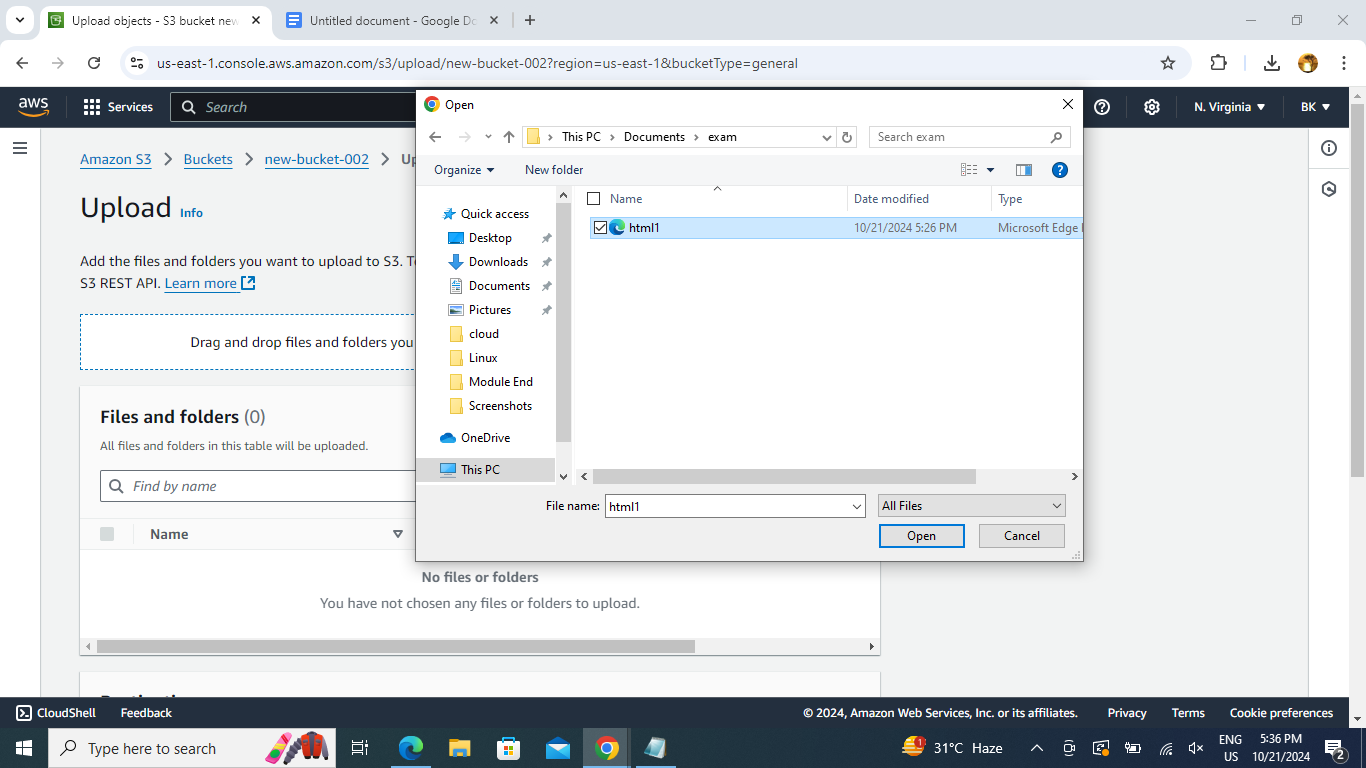 Upload objects - S3 bucket new
Untitled document - Google Do
us-east-1.console.aws.amazon.com/s3/upload/new-bucket-002?region=us-east-1&bucketType=general
aws
Services
Search
N. Virginia
BK
Open
This PC > Documents > exam
Search exam
Organize
New folder
Name
Date modified
Type
html1
10/21/2024 5:26 PM
Microsoft Edge
Quick access
Desktop
Downloads
Documents
Pictures
cloud
Linux
Module End
Screenshots
OneDrive
This PC
File name:
html1
All Files
Open
Cancel
Amazon S3 > Buckets > new-bucket-002 > Up
Upload Info
Add the files and folders you want to upload to S3. To
S3 REST API. Learn more
Drag and drop files and folders you
Files and folders (0)
All files and folders in this table will be uploaded.
Find by name
Name
No files or folders
You have not chosen any files or folders to upload.
CloudShell
Feedback
© 2024, Amazon Web Services, Inc. or its affiliates.
Privacy
Terms
Cookie preferences
Type here to search
1
31°C Haze
ENG
US
5:36 PM
10/21/2024
2